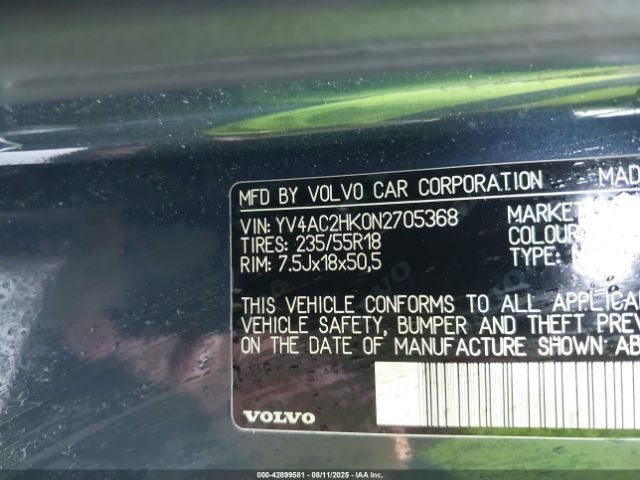 MFD BY VOLVO CAR CORPORATION MAD
VIN: YV4AC2HK0N2705368 MARKET
TIRES: 235/55R18 COLOUR
RIM: 7.5Jx18x50,5 TYPE:
THIS VEHICLE CONFORMS TO ALL APPLICA
VEHICLE SAFETY, BUMPER AND THEFT PREV
ON THE DATE OF MANUFACTURE SHOWN AB
VOLVO
000-42899581 - 08/11/2025 - IAA Inc.